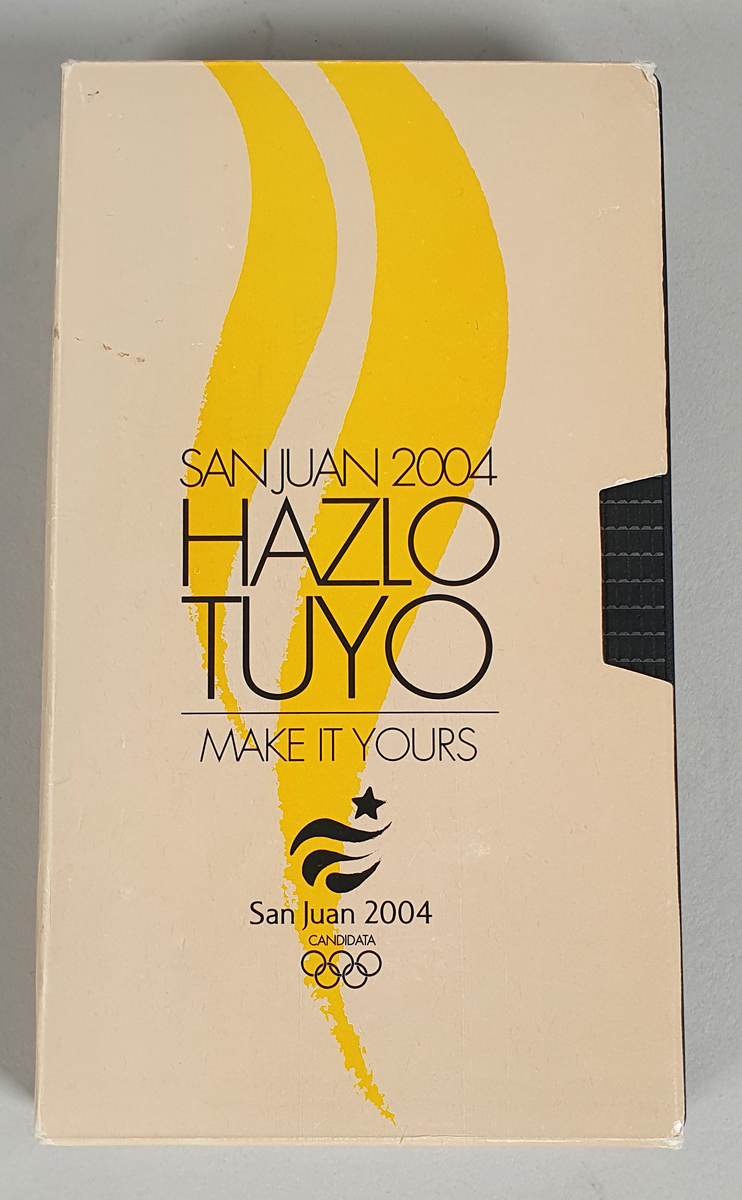 SAN JUAN 2004
HAZLO
TUYO
MAKE IT YOURS
San Juan 2004
CANDIDATA